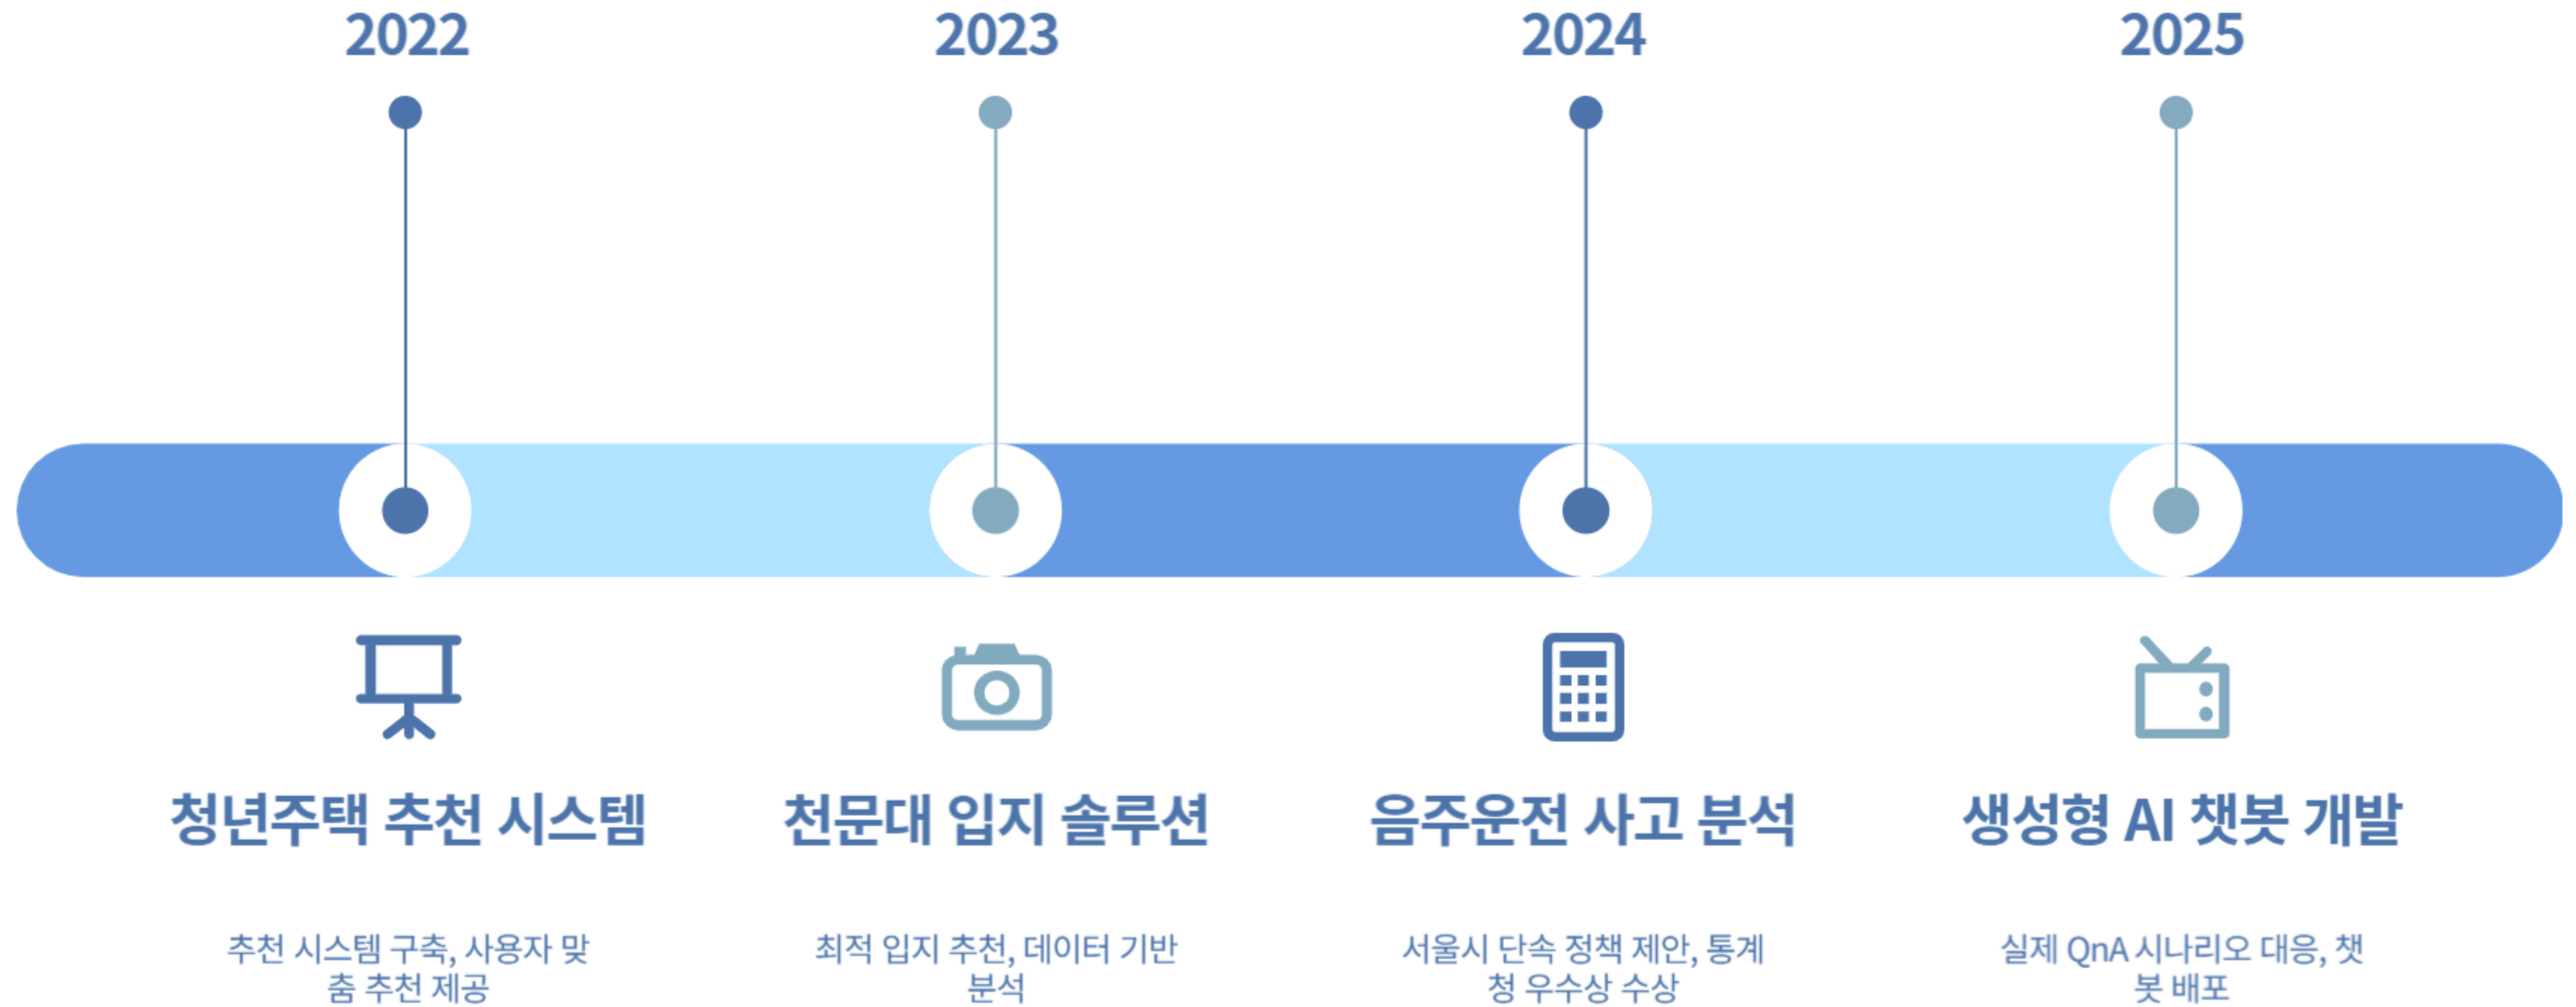 2022
2023
2024
2025
청년주택 추천 시스템
천문대 입지 솔루션
음주운전 사고 분석
생성형 AI 챗봇 개발
추천 시스템 구축, 사용자 맞
춤 추천 제공
최적 입지 추천, 데이터 기반
분석
서울시 단속 정책 제안, 통계
청 우수상 수상
실제 QnA 시나리오 대응, 챗
봇 배포